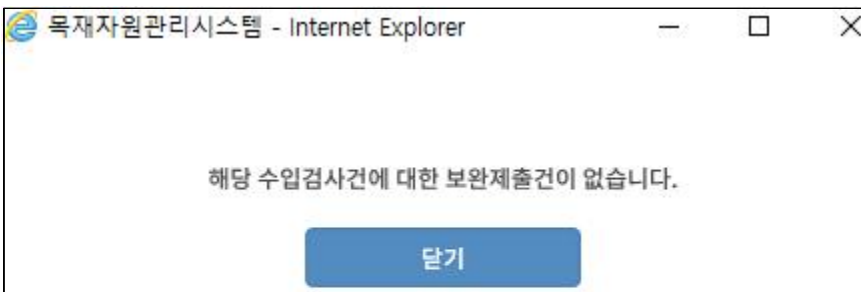 목재자원관리시스템 - Internet Explorer
해당 수입검사건에 대한 보완제출건이 없습니다.
닫기